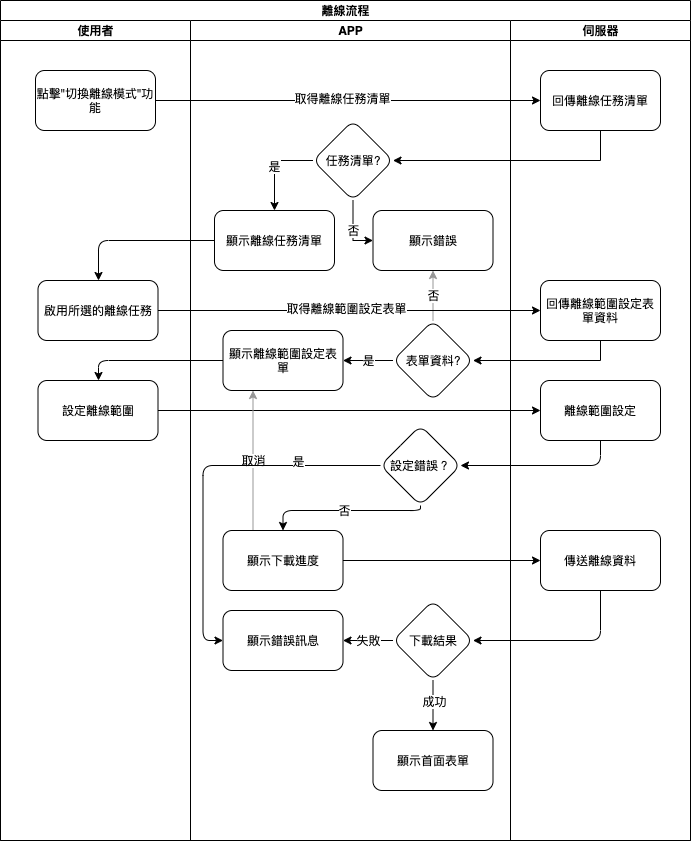 離線流程
使用者
APP
伺服器
點擊"切換離線模式"功
能
取得離線任務清單
回傳離線任務清單
任務清單?
是
否
顯示離線任務清單
顯示錯誤
啟用所選的離線任務
取得離線範圍設定表單
否
回傳離線範圍設定表
單資料
顯示離線範圍設定表
單
是
表單資料?
設定離線範圍
離線範圍設定
取消
是
設定錯誤？
否
顯示下載進度
傳送離線資料
顯示錯誤訊息
失敗
下載結果
成功
顯示首面表單